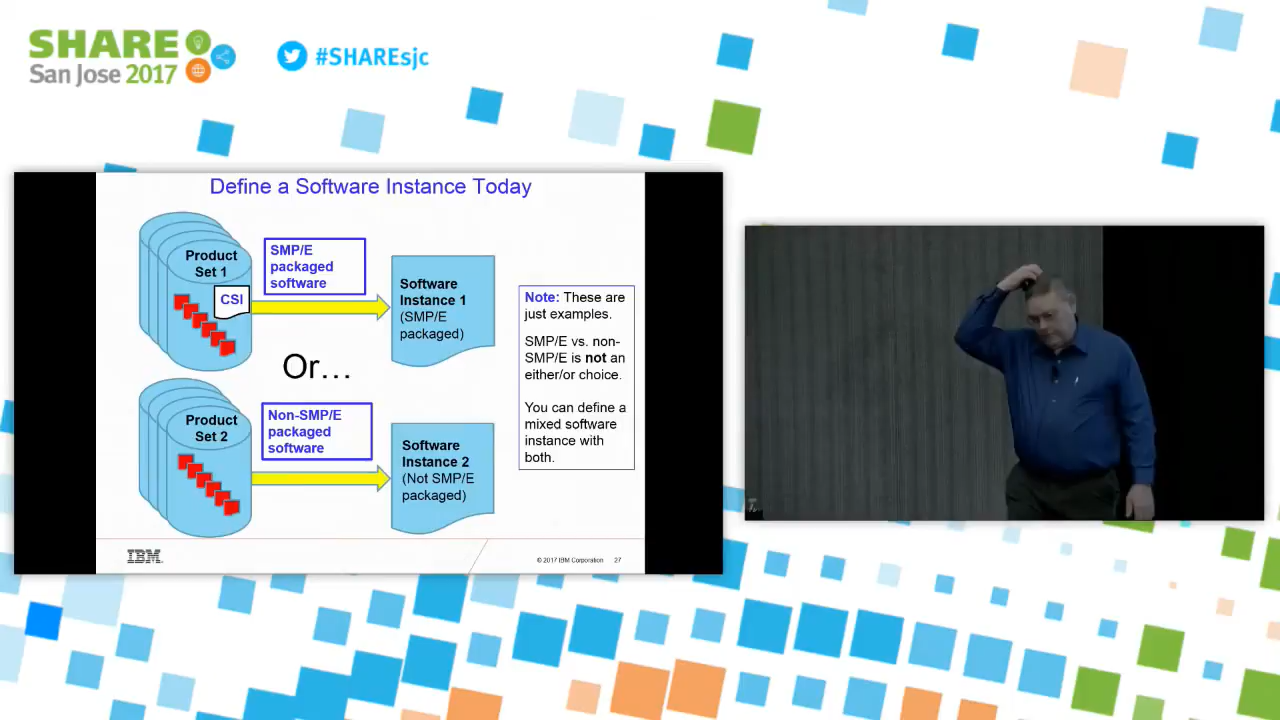 SHARE
San Jose 2017
#SHAREsjc
Define a Software Instance Today
Product
Set 1
CSI
SMP/E
packaged
software
Software
Instance 1
(SMP/E
packaged)
Or…
Product
Set 2
Non-SMP/E
packaged
software
Software
Instance 2
(Not SMP/E
packaged)
Note: These are
just examples.
SMP/E vs. non-
SMP/E is not an
either/or choice.
You can define a
mixed software
instance with
both.
IBM
© 2017 IBM Corporation
27